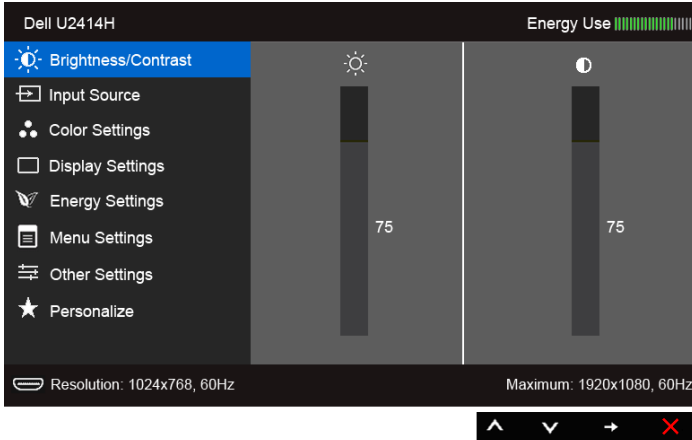 Dell U2414H
Energy Use
Brightness/Contrast
Input Source
Color Settings
Display Settings
Energy Settings
Menu Settings
Other Settings
Personalize
75
75
Resolution: 1024x768, 60Hz
Maximum: 1920x1080, 60Hz